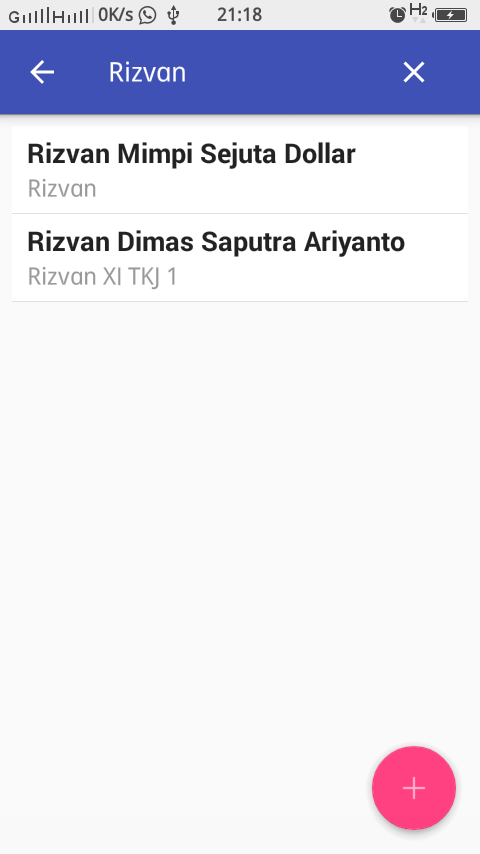 G H 0K/s 21:18 H2
Rizvan
Rizvan Mimpi Sejuta Dollar
Rizvan
Rizvan Dimas Saputra Ariyanto
Rizvan XI TKJ 1